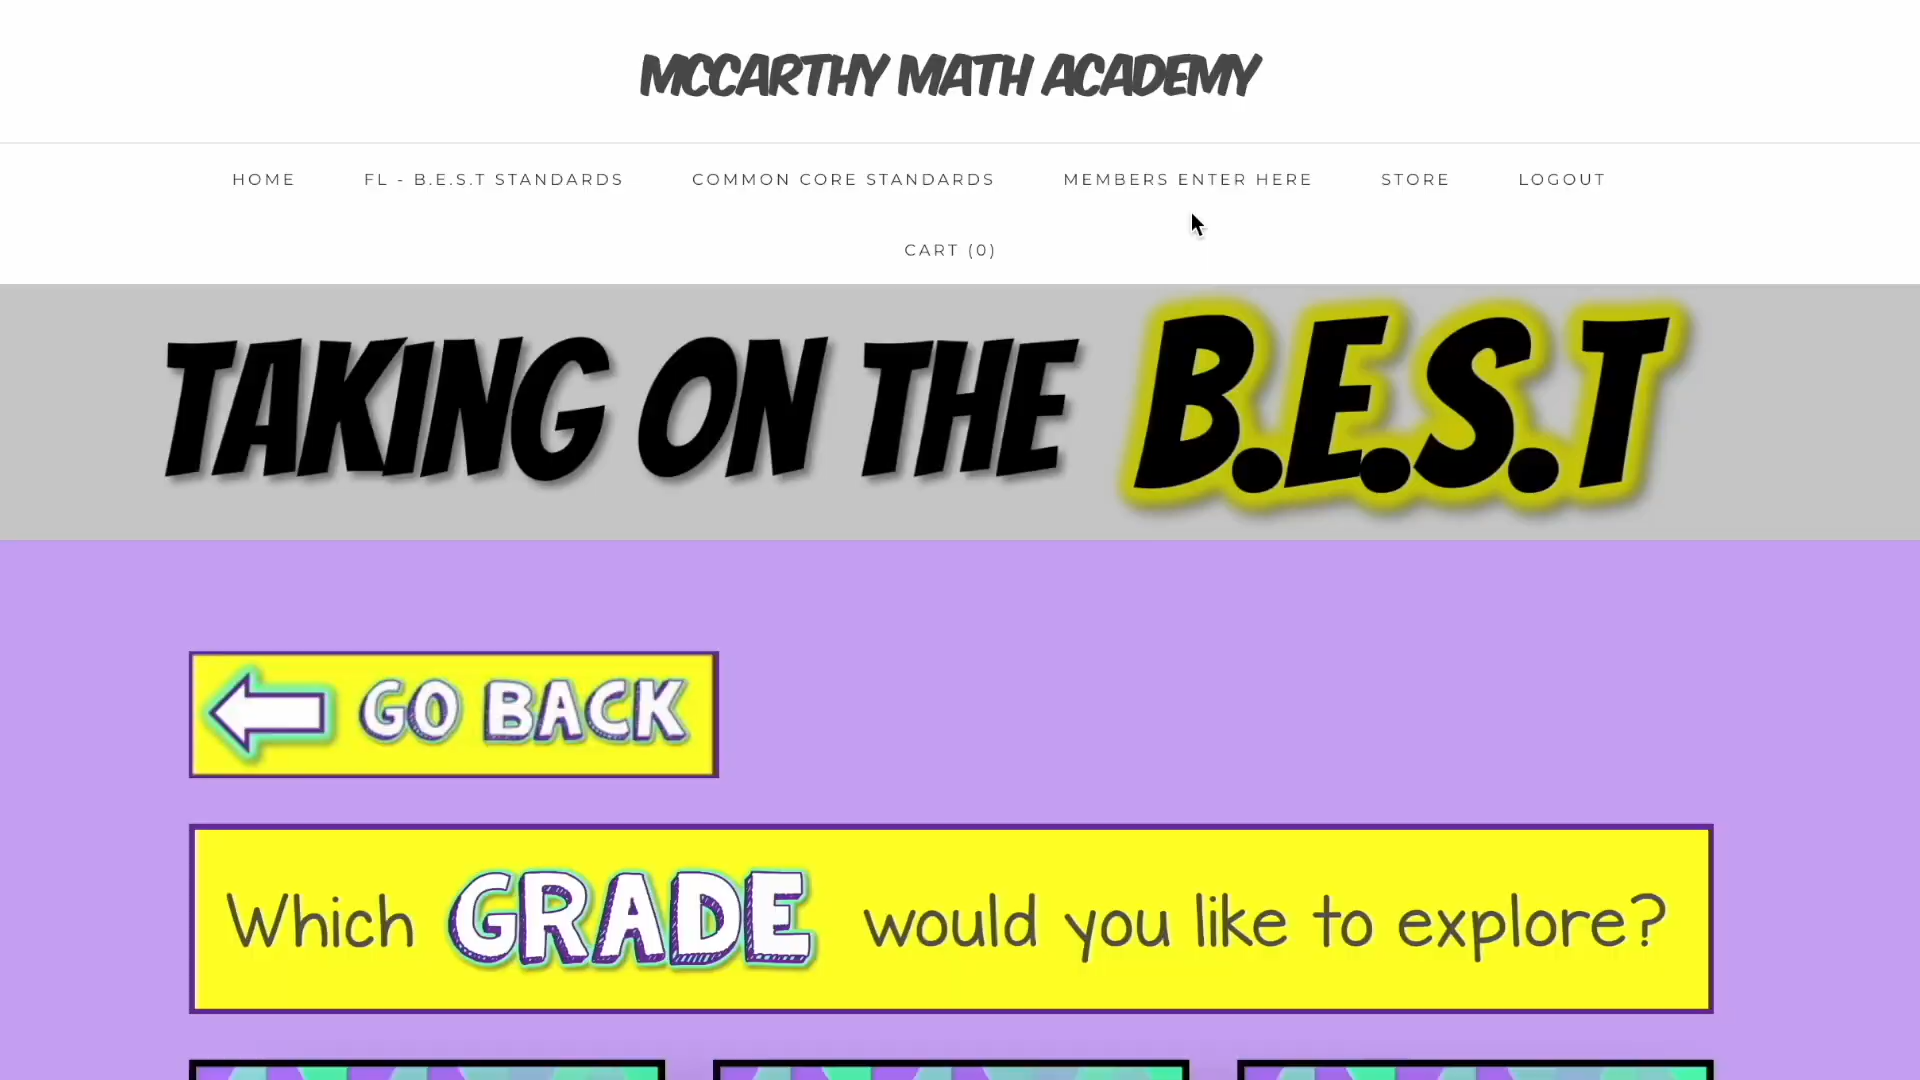 MCCARTHY MATH ACADEMY
HOME FL - B.E.S.T STANDARDS COMMON CORE STANDARDS MEMBERS ENTER HERE STORE LOGOUT
CART (0)
TAKING ON THE B.E.S.T
GO BACK
Which GRADE would you like to explore?